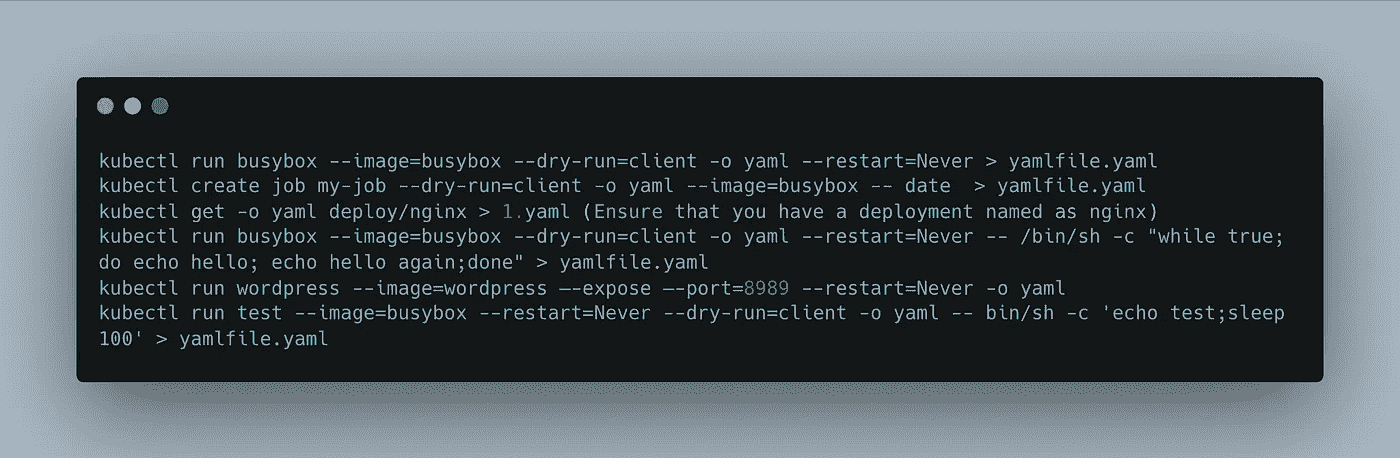 kubectl run busybox --image=busybox --dry-run=client -o yaml --restart=Never > yamlfile.yaml
kubectl create job my-job --dry-run=client -o yaml --image=busybox -- date  > yamlfile.yaml
kubectl get -o yaml deploy/nginx > 1.yaml (Ensure that you have a deployment named as nginx)
kubectl run busybox --image=busybox --dry-run=client -o yaml --restart=Never -- /bin/sh -c "while true;
do echo hello; echo hello again;done" > yamlfile.yaml
kubectl run wordpress --image=wordpress –-expose –-port=8989 --restart=Never -o yaml
kubectl run test --image=busybox --restart=Never --dry-run=client -o yaml -- bin/sh -c 'echo test;sleep
100' > yamlfile.yaml